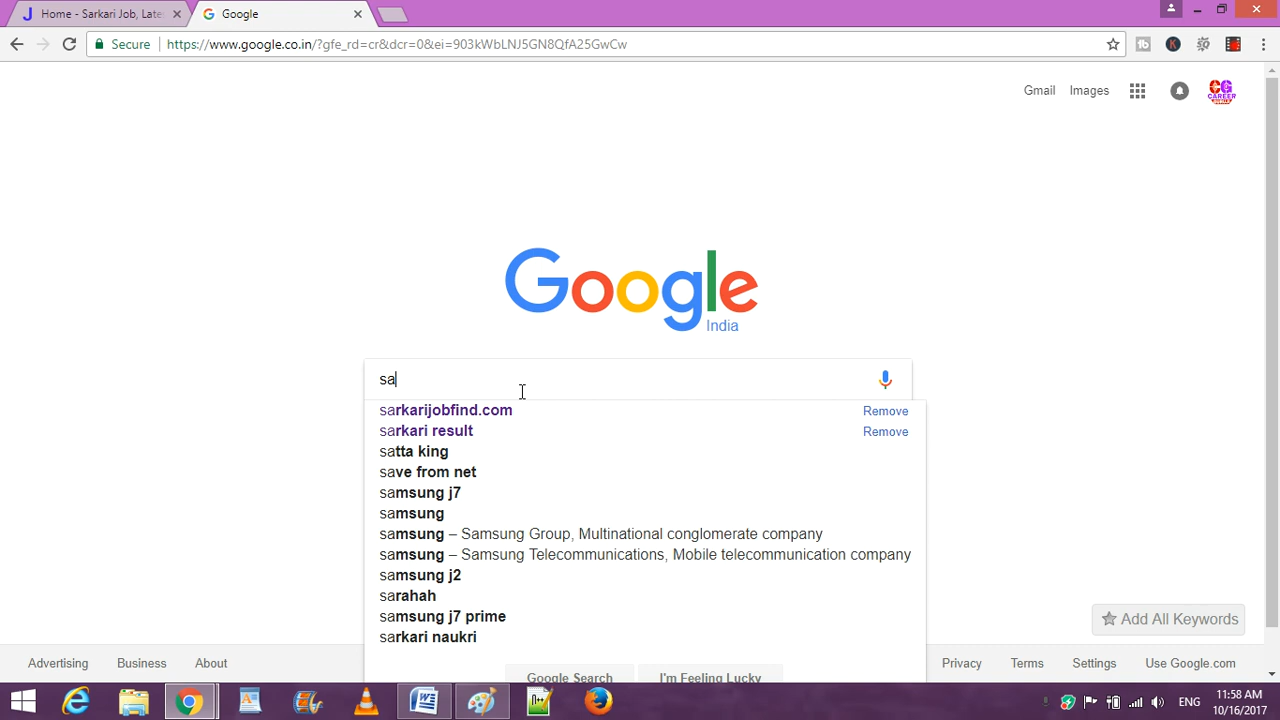 Home - Sarkari Job, Late
Google
Secure https://www.google.co.in/?gfe_rd=cr&dcr=0&ei=903kWbLNJ5GN8QfA25GwCw
Gmail Images
CG
CAREER
Google
India
sa
sarkarijobfind.com Remove
sarkari result Remove
satta king
save from net
samsung j7
samsung
samsung – Samsung Group, Multinational conglomerate company
samsung – Samsung Telecommunications, Mobile telecommunication company
samsung j2
sarahah
samsung j7 prime
sarkari naukri
Add All Keywords
Google Search I'm Feeling Lucky
Advertising Business About Privacy Terms Settings Use Google.com
ENG
11:58 AM
10/16/2017